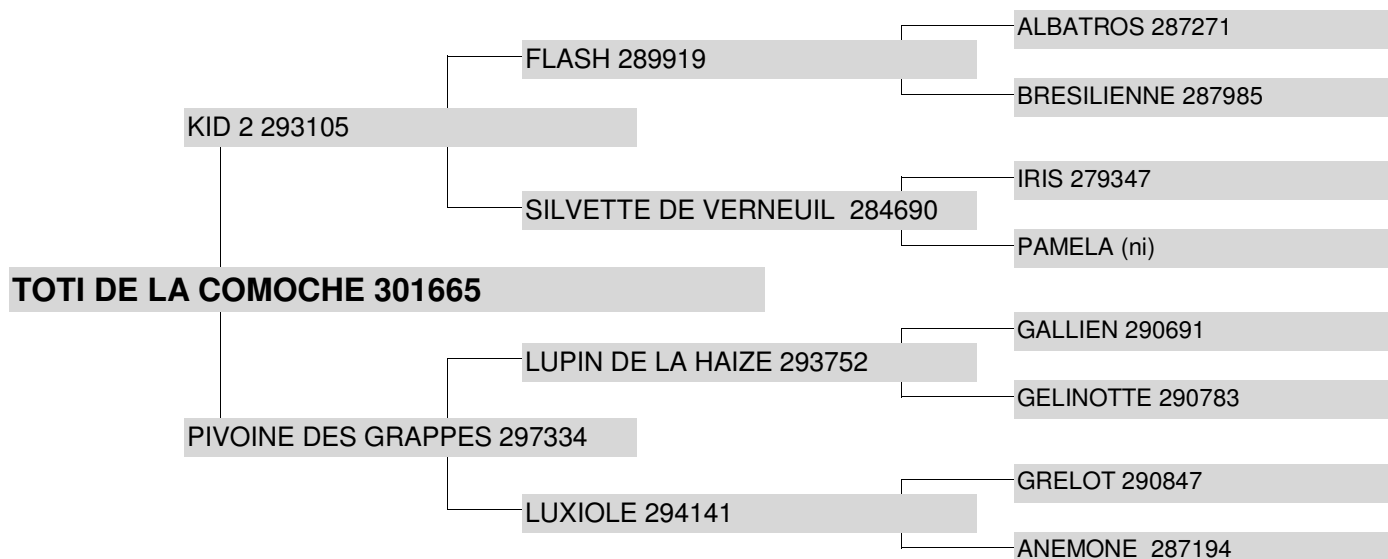 ALBATROS 287271
FLASH 289919
BRESILIENNE 287985
KID 2 293105
IRIS 279347
SILVETTE DE VERNEUIL 284690
PAMELA (ni)
TOTI DE LA COMOCHE 301665
GALLIEN 290691
LUPIN DE LA HAIZE 293752
GELINOTTE 290783
PIVOINE DES GRAPPES 297334
GRELOT 290847
LUXIOLE 294141
ANEMONE 287194